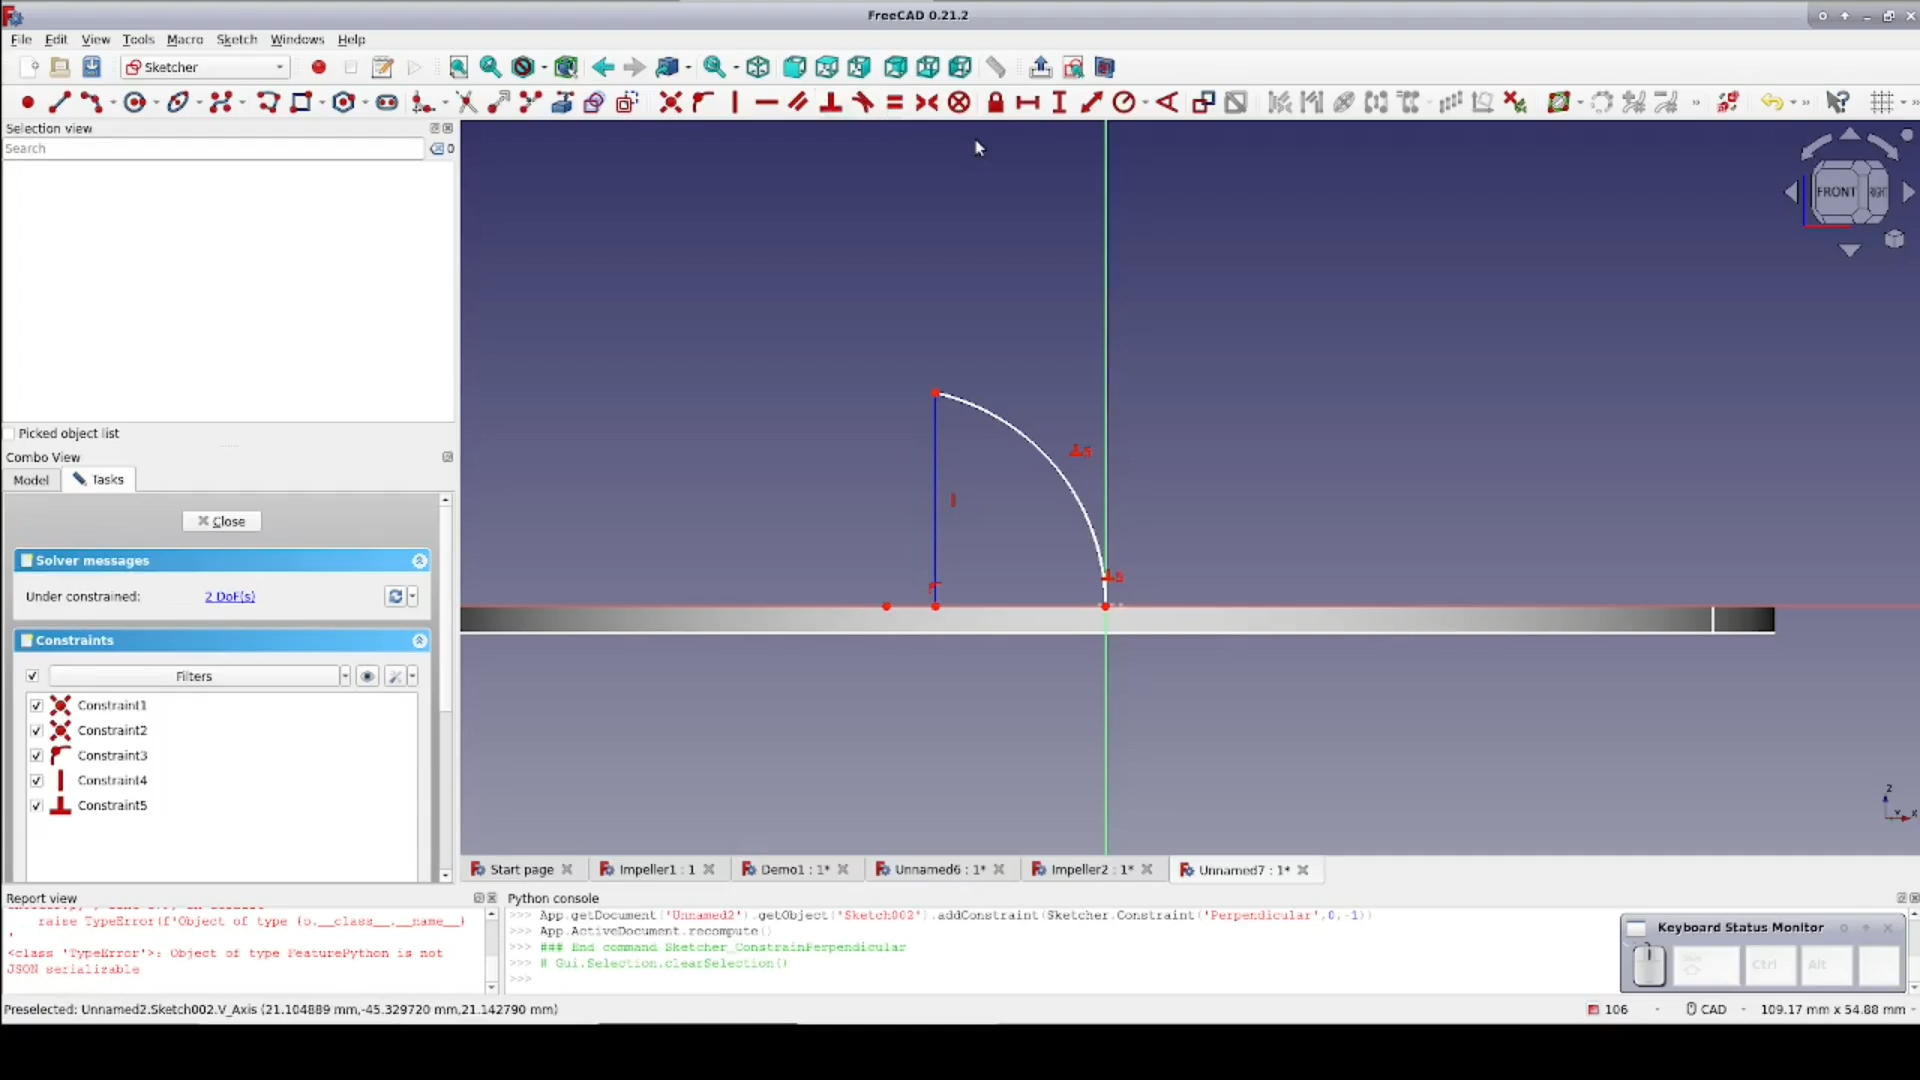 FreeCAD 0.21.2
File Edit View Tools Macro Sketch Windows Help
Sketcher
Selection view
Search
0
Picked object list
Combo View
Model
Tasks
Close
Solver messages
Under constrained:
2 DoF(s)
Constraints
Filters
Constraint1
Constraint2
Constraint3
Constraint4
Constraint5
FRONT
5
5
Z
X
Start page
Impeller1 : 1
Demo1 : 1*
Unnamed6 : 1*
Impeller2 : 1*
Unnamed7 : 1*
Report view
raise TypeError(f'Object of type {o.__class__.__name__}
'
<class 'TypeError'>: Object of type FeaturePython is not
JSON serializable
Python console
>>> App.getDocument('Unnamed2').getObject('Sketch002').addConstraint(Sketcher.Constraint('Perpendicular',0,-1))
>>> App.ActiveDocument.recompute()
>>> ### End command Sketcher_ConstrainPerpendicular
>>> # Gui.Selection.clearSelection()
>>>
Keyboard Status Monitor
Ctrl
Alt
Preselected: Unnamed2.Sketch002.V_Axis (21.104889 mm,-45.329720 mm,21.142790 mm)
106
CAD
109.17 mm x 54.88 mm